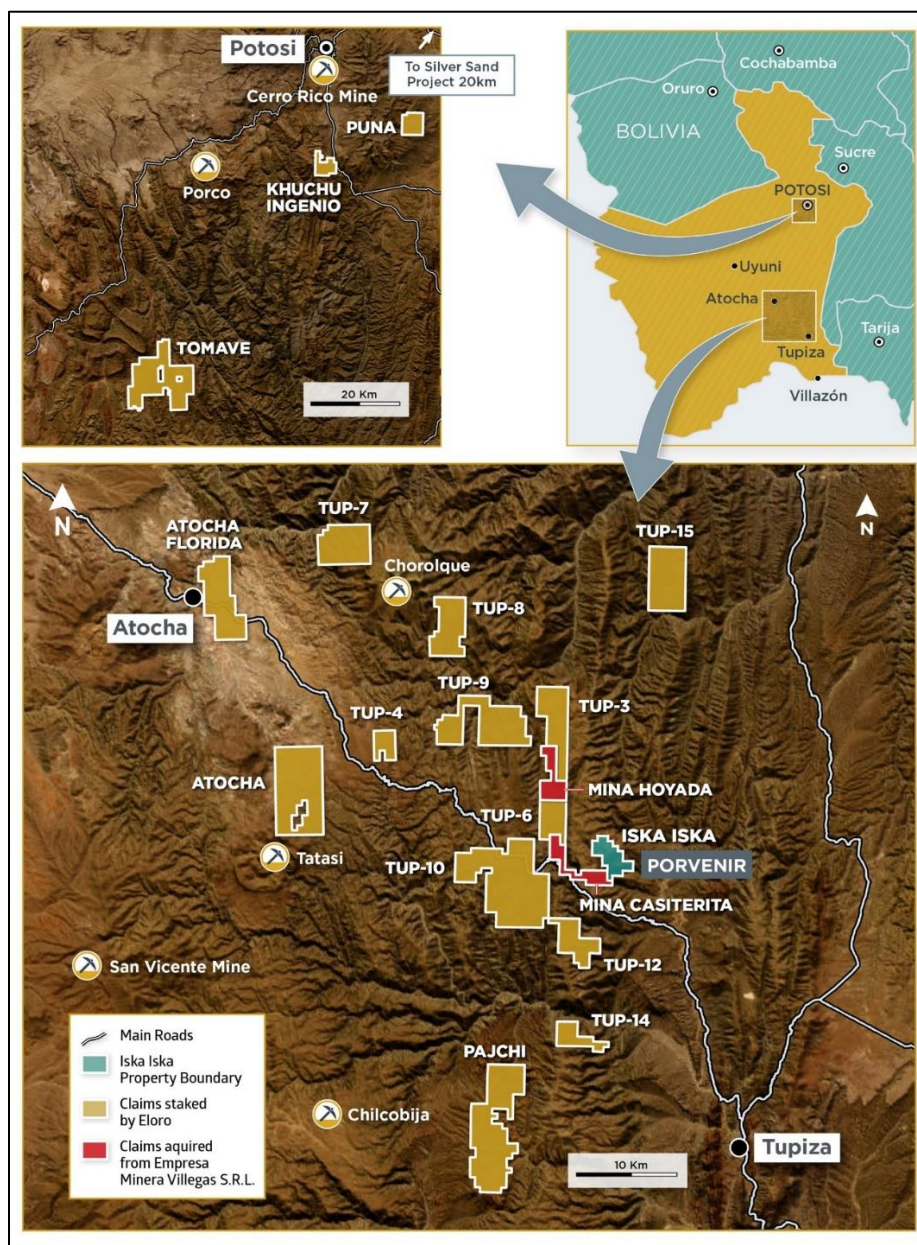 Potosi
To Silver Sand
Project 20km
Cerro Rico Mine
PUNA
Porco
KHUCHU
INGENIO
TOMAVE
20 Km
Cochabamba
Oruro
BOLIVIA
Sucre
POTOSI
Uyuni
Atocha
Tarija
Tupiza
Villazón
N
N
TUP-7
ATOCHA
FLORIDA
TUP-15
Chorolque
Atocha
TUP-8
TUP-9
TUP-3
TUP-4
ATOCHA
MINA HOYADA
TUP-6
ISKA ISKA
Tatasi
TUP-10
PORVENIR
MINA CASITERITA
San Vicente Mine
TUP-12
TUP-14
PAJCHI
Main Roads
Iska Iska
Property Boundary
Claims staked
by Eloro
Claims aquired
from Empresa
Minera Villegas S.R.L.
Chilcobija
10 Km
Tupiza